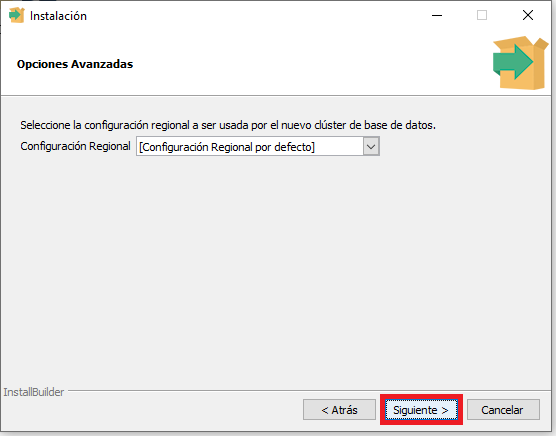 Instalación
Opciones Avanzadas
Seleccione la configuración regional a ser usada por el nuevo clúster de base de datos.
Configuración Regional [Configuración Regional por defecto]
InstallBuilder
< Atrás Siguiente > Cancelar